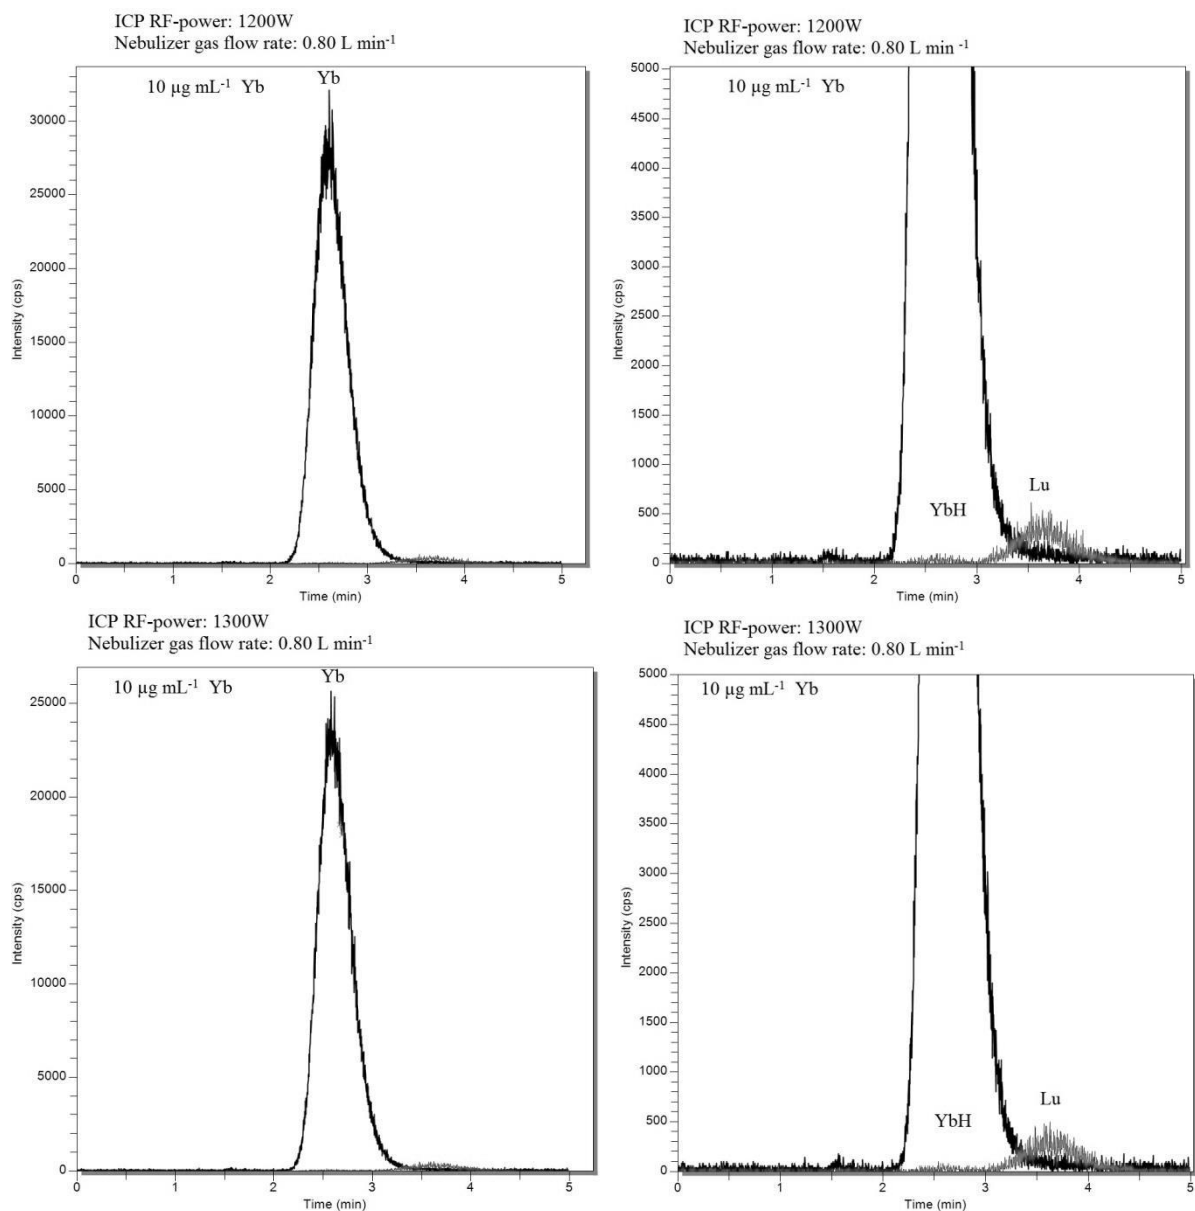 ICP RF-power: 1200W
Nebulizer gas flow rate: 0.80 L min⁻¹
10 µg mL⁻¹ Yb
Yb
30000
25000
20000
15000
10000
5000
0
Intensity (cps)
0 1 2 3 4 5
Time (min)
ICP RF-power: 1200W
Nebulizer gas flow rate: 0.80 L min ⁻¹
10 µg mL⁻¹ Yb
5000
4500
4000
3500
3000
2500
2000
1500
1000
500
0
Intensity (cps)
YbH
Lu
0 1 2 3 4 5
Time (min)
ICP RF-power: 1300W
Nebulizer gas flow rate: 0.80 L min⁻¹
10 µg mL⁻¹ Yb
Yb
25000
20000
15000
10000
5000
0
Intensity (cps)
0 1 2 3 4 5
Time (min)
ICP RF-power: 1300W
Nebulizer gas flow rate: 0.80 L min⁻¹
10 µg mL⁻¹ Yb
5000
4500
4000
3500
3000
2500
2000
1500
1000
500
0
Intensity (cps)
YbH
Lu
0 1 2 3 4 5
Time (min)